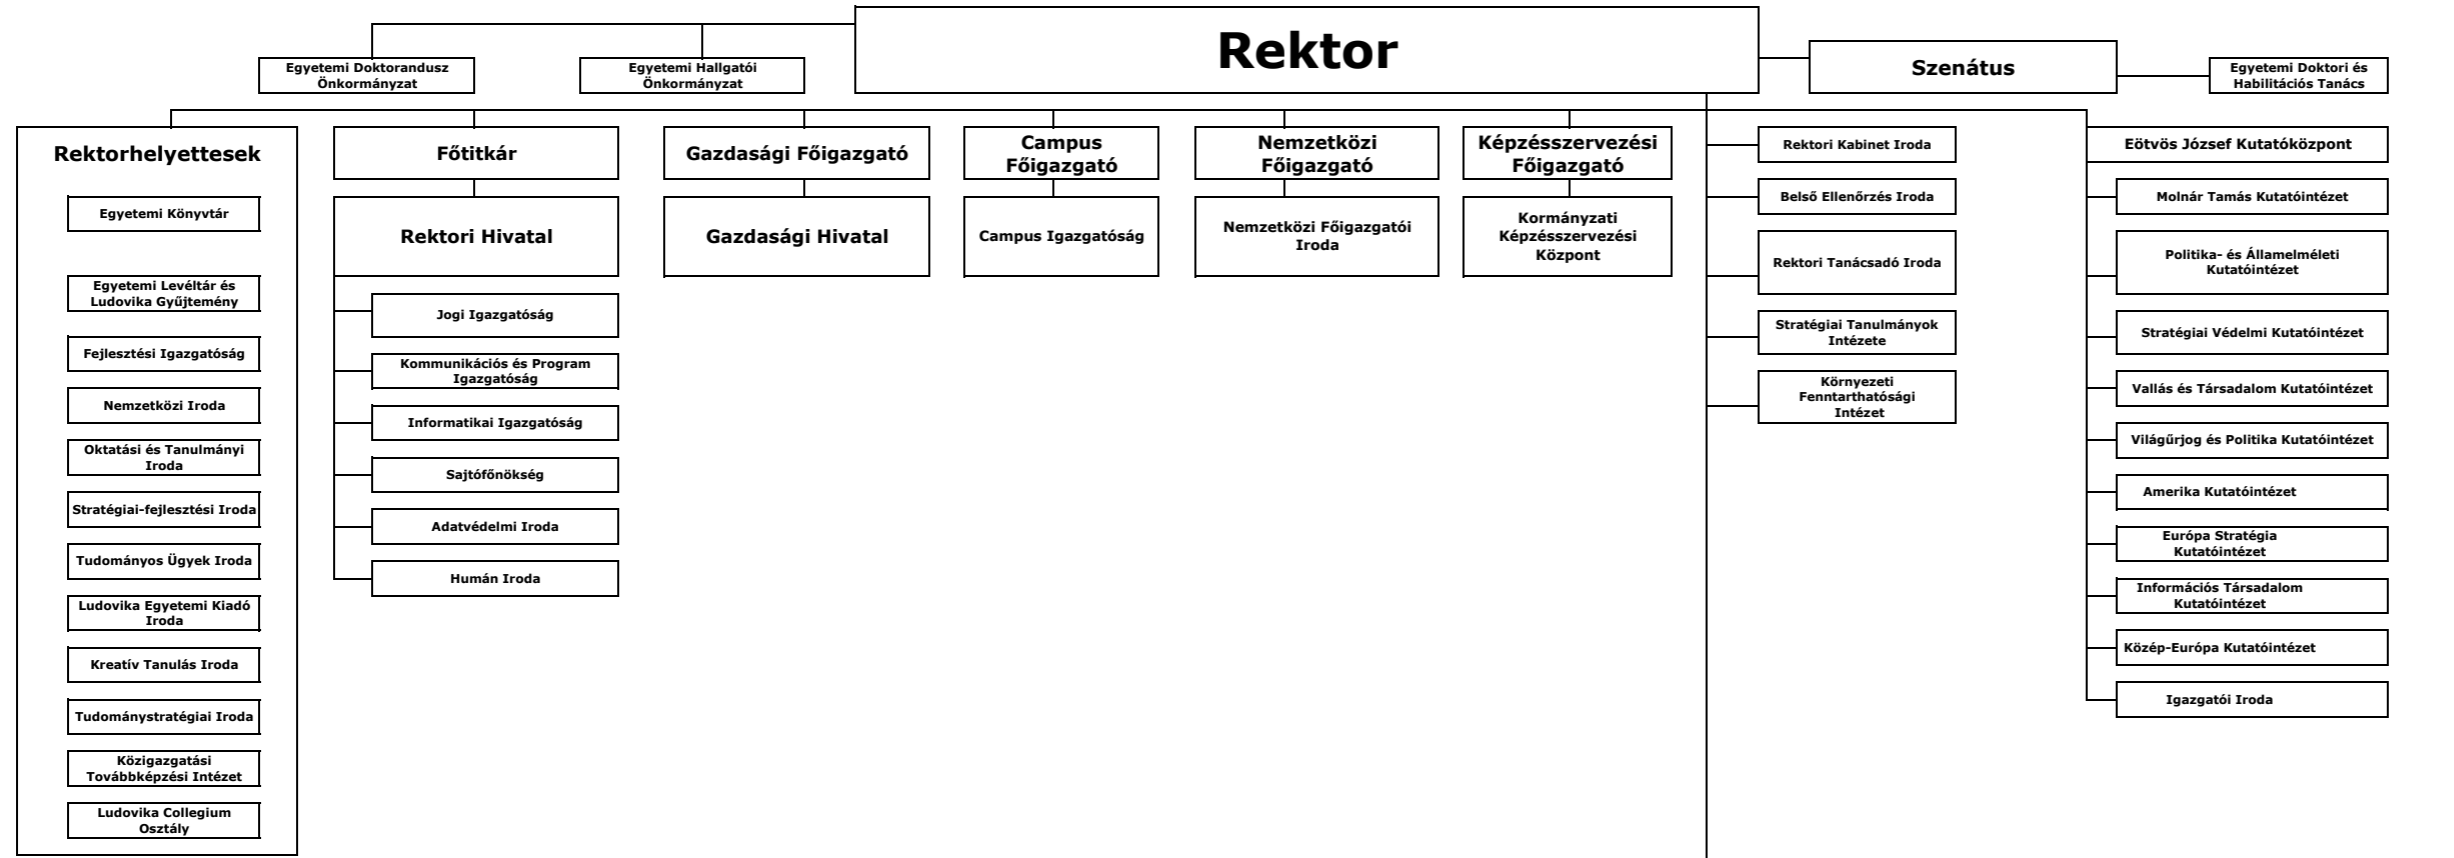 Rektor
Egyetemi Doktorandusz
Önkormányzat
Egyetemi Hallgatói
Önkormányzat
Szenátus
Egyetemi Doktori és
Habilitációs Tanács
Rektorhelyettesek
Egyetemi Könyvtár
Egyetemi Levéltár és
Ludovika Gyűjtemény
Fejlesztési Igazgatóság
Nemzetközi Iroda
Oktatási és Tanulmányi
Iroda
Stratégiai-fejlesztési Iroda
Tudományos Ügyek Iroda
Ludovika Egyetemi Kiadó
Iroda
Kreatív Tanulás Iroda
Tudománystratégiai Iroda
Közigazgatási
Továbbképzési Intézet
Ludovika Collegium
Osztály
Főtitkár
Rektori Hivatal
Jogi Igazgatóság
Kommunikációs és Program
Igazgatóság
Informatikai Igazgatóság
Sajtófőnökség
Adatvédelmi Iroda
Humán Iroda
Gazdasági Főigazgató
Gazdasági Hivatal
Campus
Főigazgató
Campus Igazgatóság
Nemzetközi
Főigazgató
Nemzetközi Főigazgatói
Iroda
Képzésszervezési
Főigazgató
Kormányzati
Képzésszervezési
Központ
Rektori Kabinet Iroda
Belső Ellenőrzés Iroda
Rektori Tanácsadó Iroda
Stratégiai Tanulmányok
Intézete
Környezeti
Fenntarthatósági
Intézet
Eötvös József Kutatóközpont
Molnár Tamás Kutatóintézet
Politika- és Államelméleti
Kutatóintézet
Stratégiai Védelmi Kutatóintézet
Vallás és Társadalom Kutatóintézet
Világűrjog és Politika Kutatóintézet
Amerika Kutatóintézet
Európa Stratégia
Kutatóintézet
Információs Társadalom
Kutatóintézet
Közép-Európa Kutatóintézet
Igazgatói Iroda